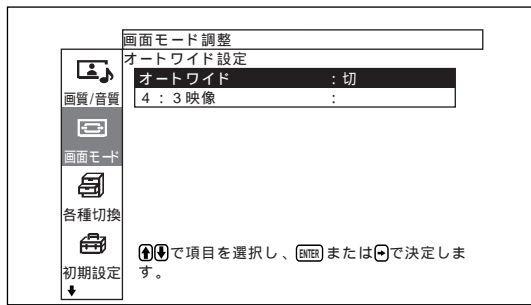 画面モード調整
オートワイド設定
オートワイド :切
4:3映像 :
画質/音質
画面モード
各種切換
初期設定
で項目を選択し、ENTERまたはで決定しま
す。